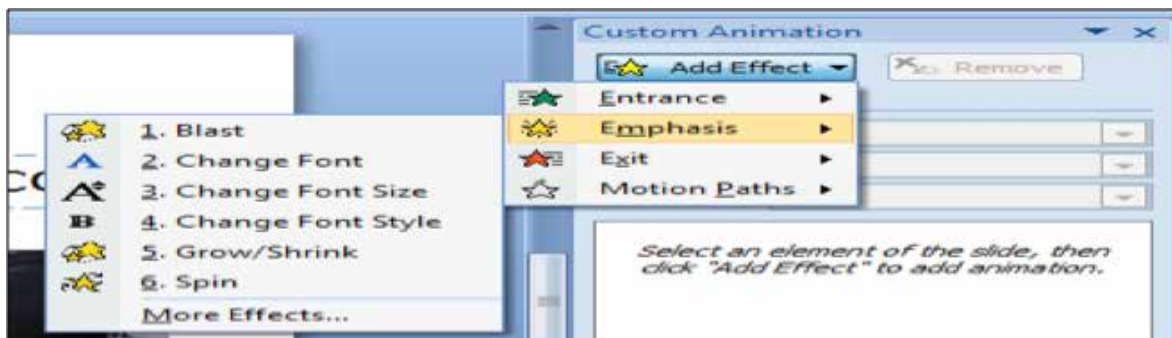 Custom Animation
Add Effect
Remove
Entrance
Emphasis
Exit
Motion Paths
1. Blast
2. Change Font
3. Change Font Size
4. Change Font Style
5. Grow/Shrink
6. Spin
More Effects...
Select an element of the slide, then
click "Add Effect" to add animation.